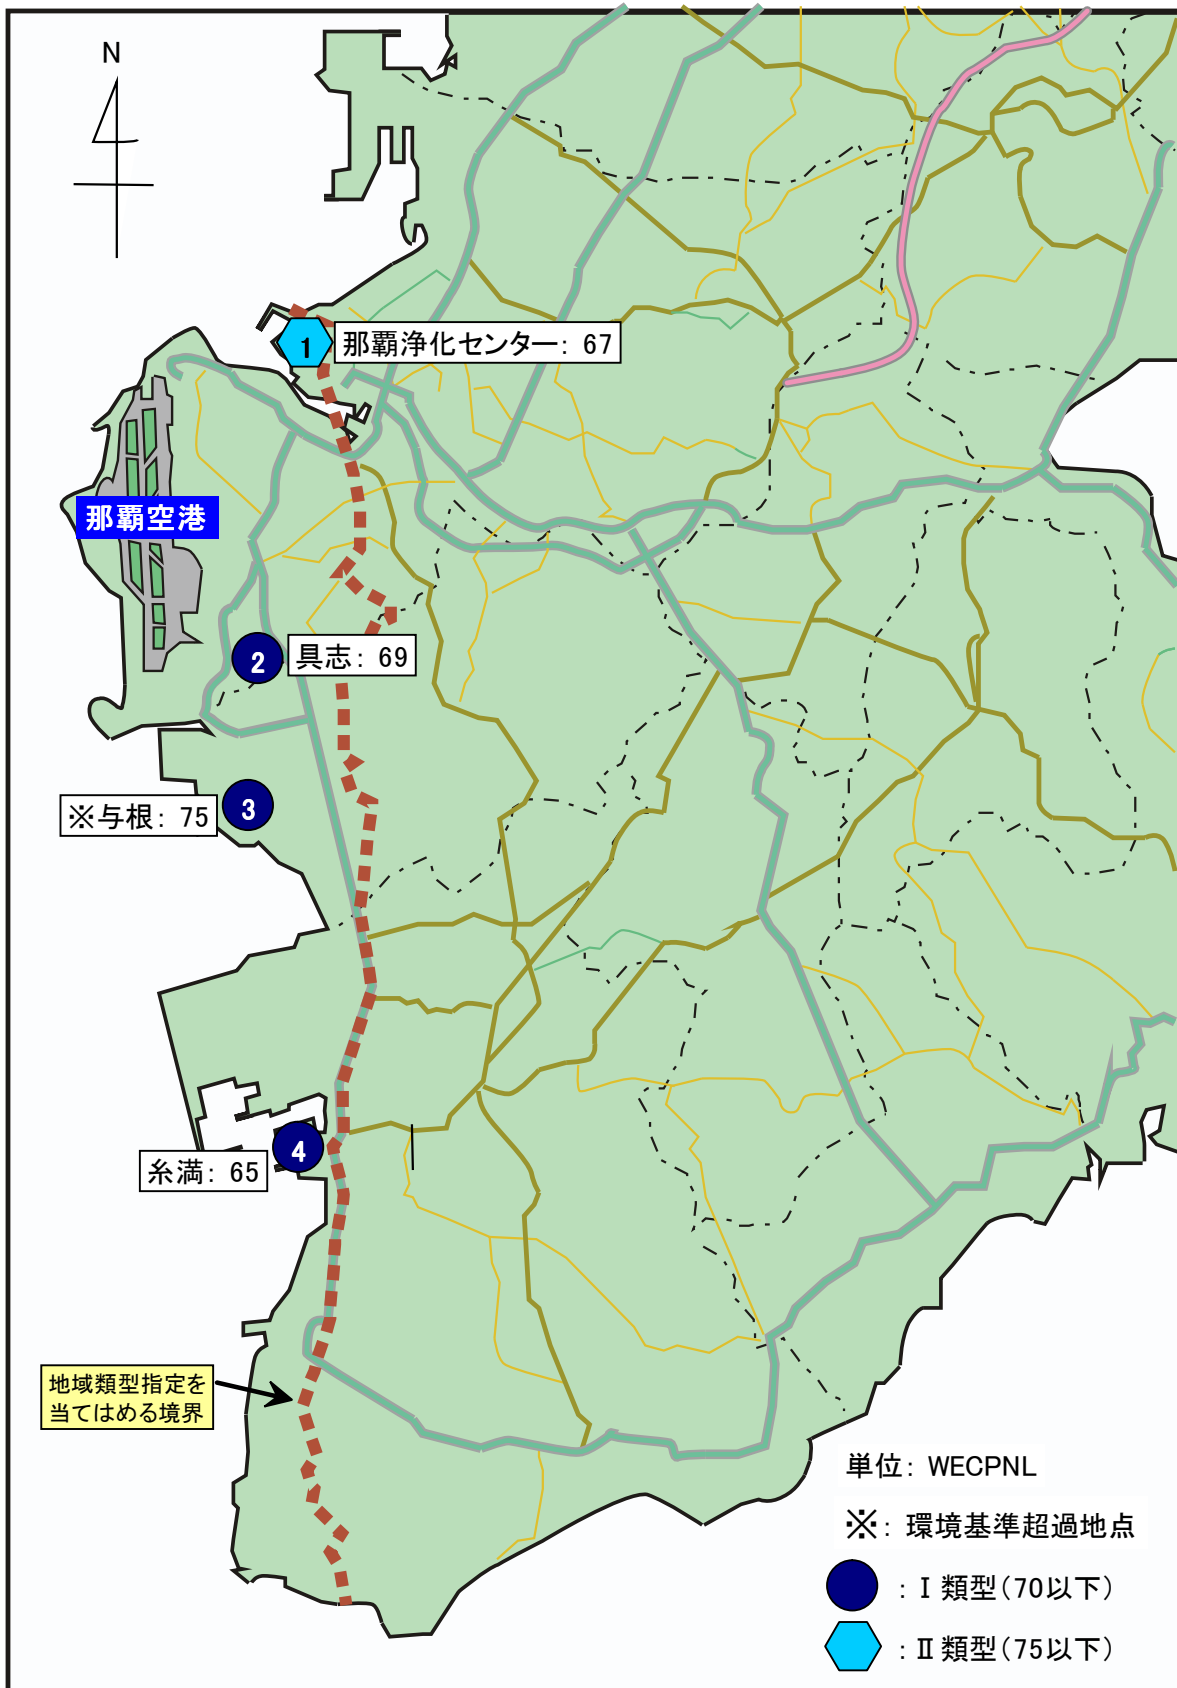 N
1
那覇浄化センター: 67
那覇空港
2
具志: 69
3
※与根: 75
4
糸満: 65
地域類型指定を
当てはめる境界
単位: WECPNL
※: 環境基準超過地点
: Ⅰ類型(70以下)
: Ⅱ類型(75以下)